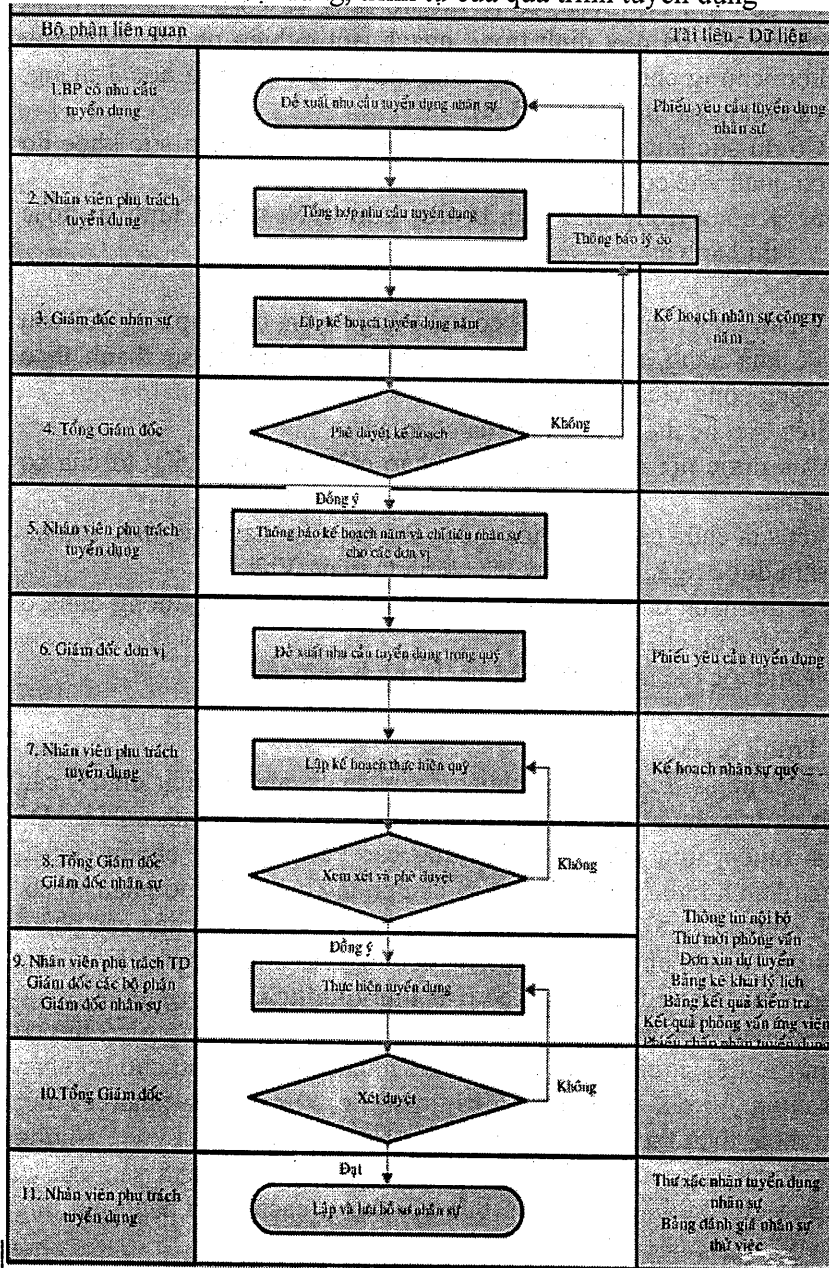 trình tự của quá trình tuyển dụng
Bộ phận liên quan
Tài liệu - Dữ liệu
1.BP có nhu cầu
tuyển dụng
Đề xuất nhu cầu tuyển dụng nhân sự
Phiếu yêu cầu tuyển dụng
nhân sự
2. Nhân viên phụ trách
tuyển dụng
Tổng hợp nhu cầu tuyển dụng
Thông báo lý do
3. Giám đốc nhân sự
Lập kế hoạch tuyển dụng năm
Kế hoạch nhân sự công ty
năm ....
4. Tổng Giám đốc
Phê duyệt kế hoạch
Không
Đồng ý
5. Nhân viên phụ trách
tuyển dụng
Thông báo kế hoạch năm và chỉ tiêu nhân sự
cho các đơn vị
6. Giám đốc đơn vị
Đề xuất nhu cầu tuyển dụng trong quý
Phiếu yêu cầu tuyển dụng
7. Nhân viên phụ trách
tuyển dụng
Lập kế hoạch thực hiện quý
Kế hoạch nhân sự quý ....
8. Tổng Giám đốc
Giám đốc nhân sự
Xem xét và phê duyệt
Không
Đồng ý
9. Nhân viên phụ trách TD
Giám đốc các bộ phận
Giám đốc nhân sự
Thực hiện tuyển dụng
Thông tin nội bộ
Thư mời phỏng vấn
Đơn xin dự tuyển
Bảng kê khai lý lịch
Bảng kết quả kiểm tra
Kết quả phỏng vấn ứng viên
10.Tổng Giám đốc
Xét duyệt
Không
Đạt
11. Nhân viên phụ trách
tuyển dụng
Lập và lưu hồ sơ nhân sự
Thư xác nhận tuyển dụng
nhân sự
Bảng đánh giá nhân sự
thử việc